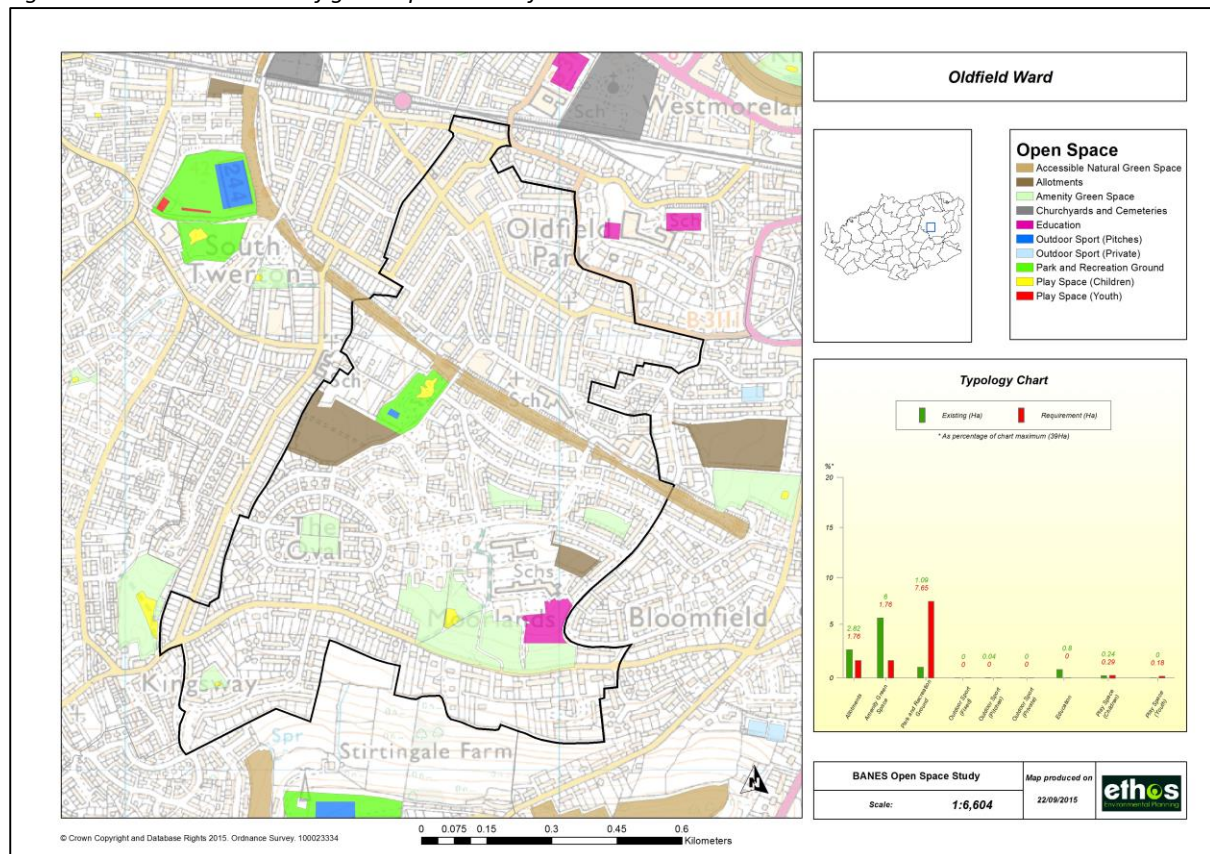 Oldfield Ward
Open Space
Accessible Natural Green Space
Allotments
Amenity Green Space
Churchyards and Cemeteries
Education
Outdoor Sport (Pitches)
Outdoor Sport (Private)
Park and Recreation Ground
Play Space (Children)
Play Space (Youth)
Westmorelan
Sch
Oldfield
Par
Sch
South
Twerton
B3111
Sch
Sch
The
Oval
Schs
Moorlands
Bloomfield
Kingsway
Spr
Stirtingale Farm
Typology Chart
Existing (Ha)
Requirement (Ha)
* As percentage of chart maximum (39Ha)
%*
20
15
10
5
0
2.82
1.76
6
1.76
1.09
7.65
0
0
0.04
0
0
0
0.8
0
0.24
0.29
0
0.18
Allotments
Amenity Green
Space
Park and Recreation
Ground
Outdoor Sport
(Fixed)
Outdoor Sport
(Pitches)
Outdoor Sport
(Private)
Education
Play Space
(Children)
Play Space
(Youth)
BANES Open Space Study
Scale: 1:6,604
Map produced on
22/09/2015
ethos
Environmental Planning
© Crown Copyright and Database Rights 2015. Ordnance Survey. 100023334
0 0.075 0.15 0.3 0.45 0.6
Kilometers